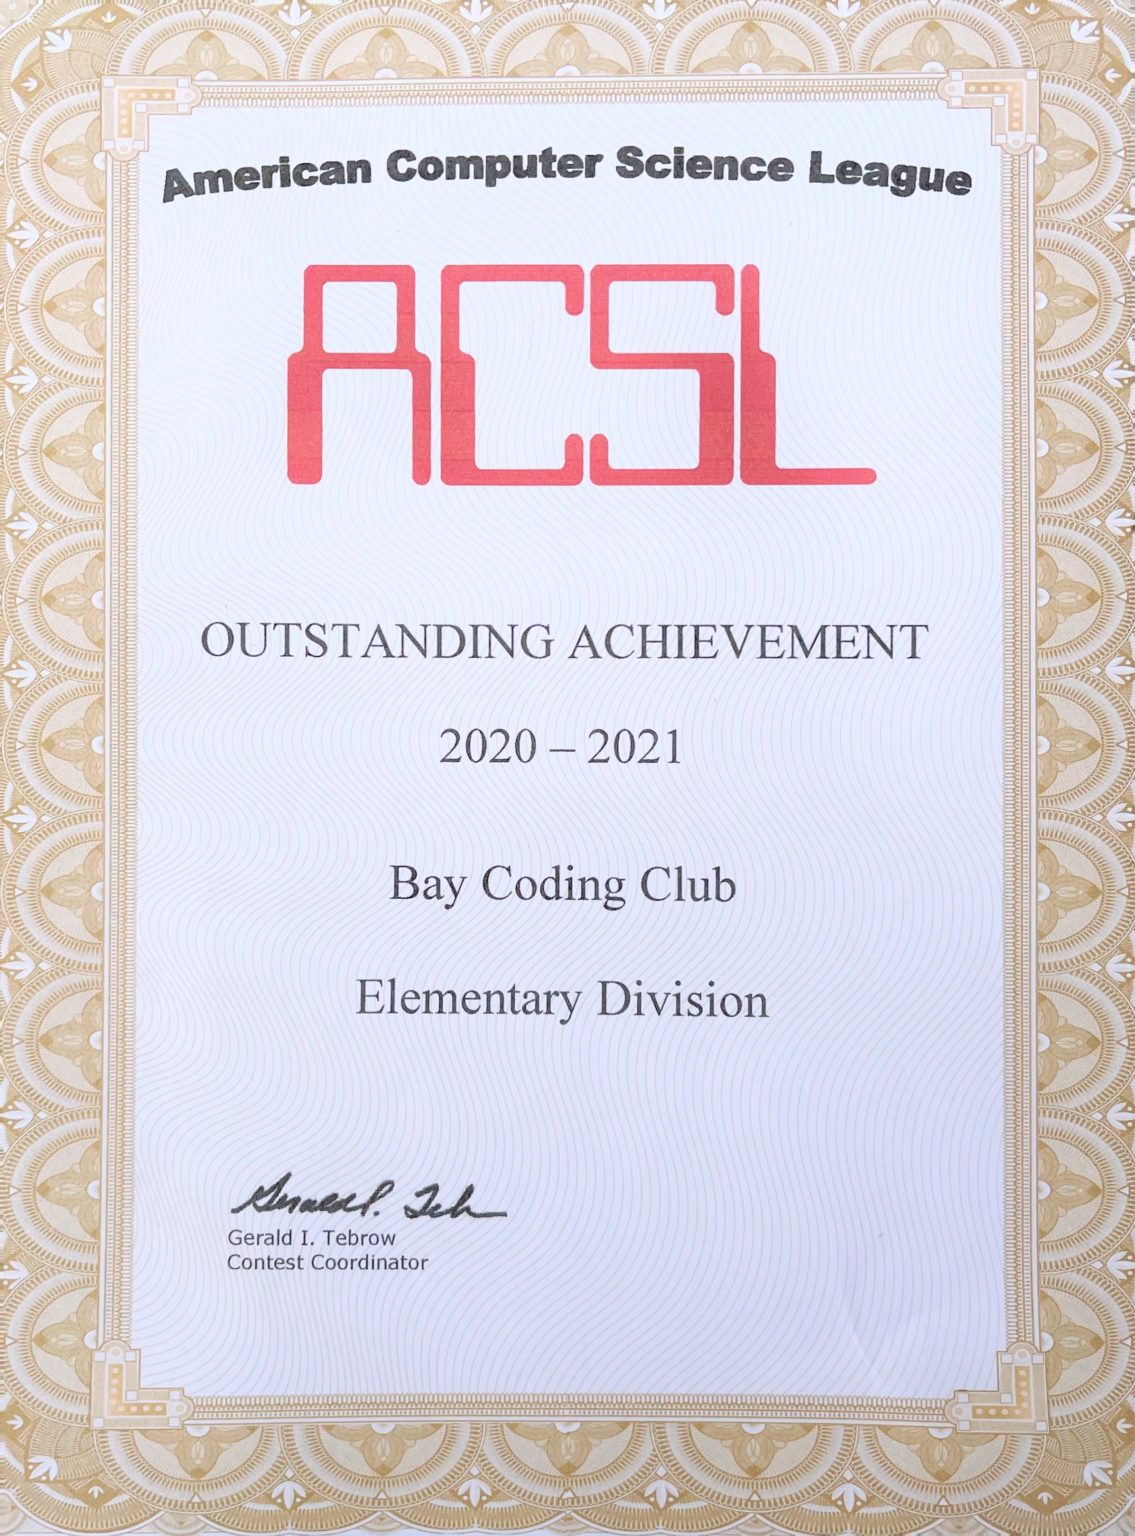 American Computer Science League
ACSL
OUTSTANDING ACHIEVEMENT
2020 – 2021
Bay Coding Club
Elementary Division
Gerald I. Tebrow
Contest Coordinator